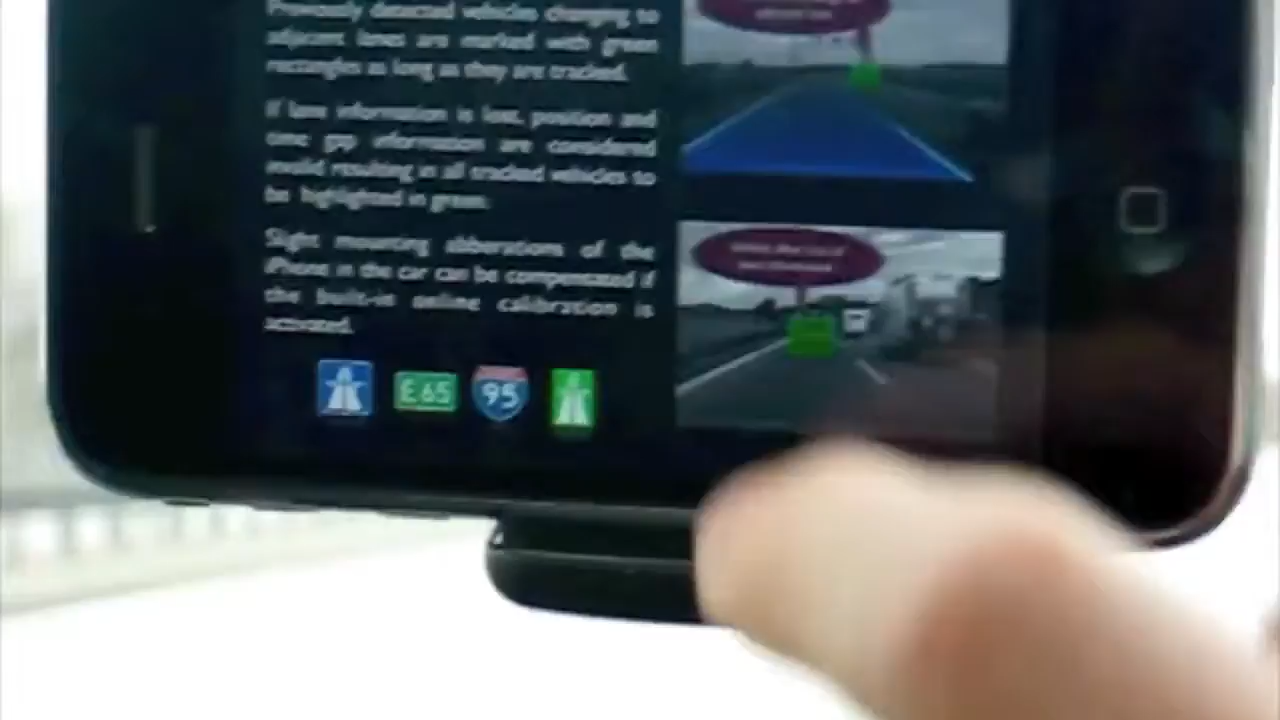 Previously detected vehicles changing to
adjacent lanes are marked with green
rectangles as long as they are tracked.
If lane information is lost, position and
time gap information are considered
invalid resulting in all tracked vehicles to
be highlighted in green.
Slight mounting abberations of the
iPhone in the car can be compensated if
the built-in online calibration is
activated.
E 65
95